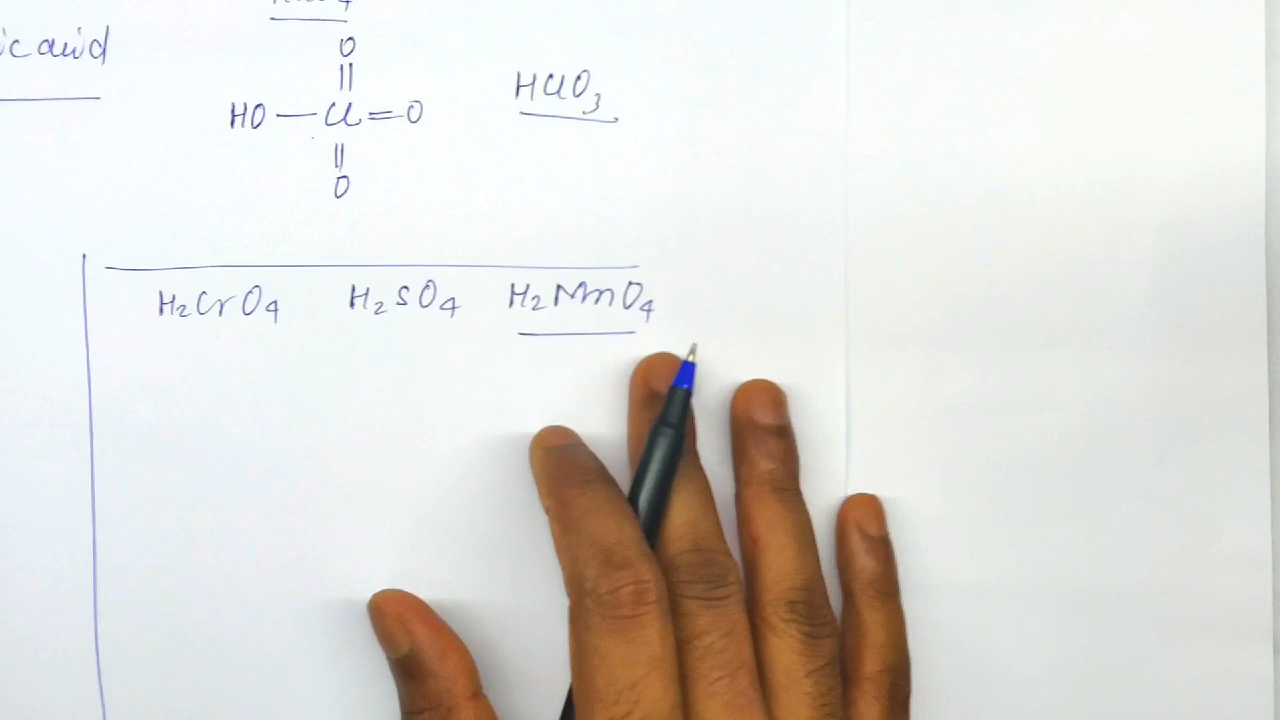 ic acid
O
||
HO — Cl = O
||
O
HClO3
H2CrO4 H2SO4 H2MnO4